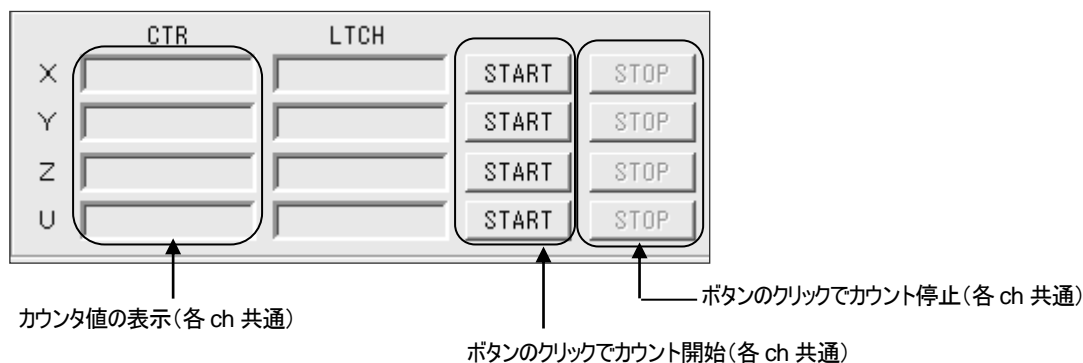 CTR LTCH
X START STOP
Y START STOP
Z START STOP
U START STOP
ボタンのクリックでカウント停止（各 ch 共通）
カウンタ値の表示（各 ch 共通）
ボタンのクリックでカウント開始（各 ch 共通）